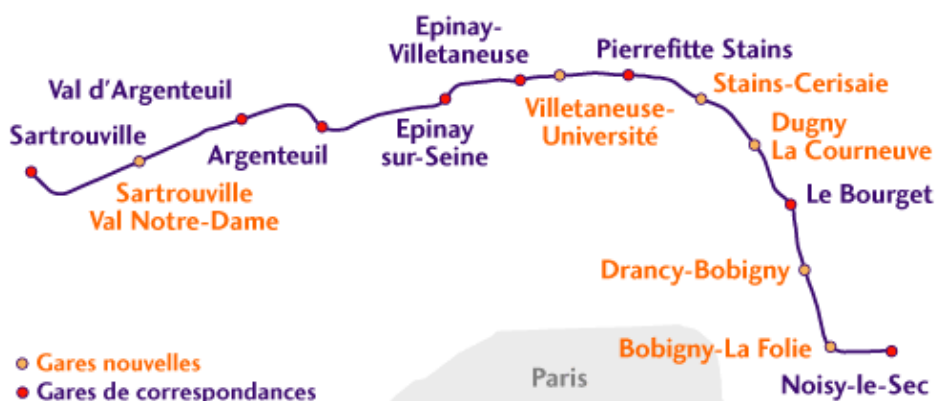 Epinay-
Villetaneuse
Pierrefitte Stains
Stains-Cerisaie
Val d'Argenteuil
Villetaneuse-
Université
Sartrouville
Argenteuil
Epinay
sur-Seine
Dugny
La Courneuve
Sartrouville
Val Notre-Dame
Le Bourget
Drancy-Bobigny
Bobigny-La Folie
Gares nouvelles
Paris
Noisy-le-Sec
Gares de correspondances